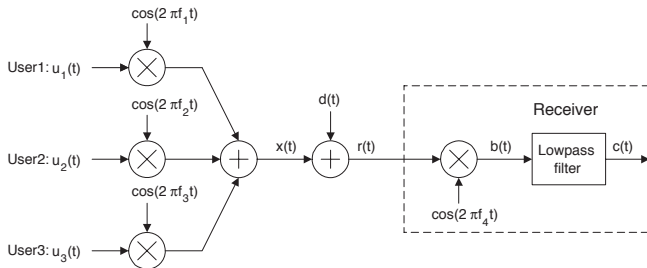 cos(2 πf₁t)
User1: u₁(t)
cos(2 πf₂t)
d(t)
Receiver
User2: u₂(t)
x(t)
r(t)
b(t)
Lowpass
filter
c(t)
cos(2 πf₃t)
cos(2 πf₄t)
User3: u₃(t)